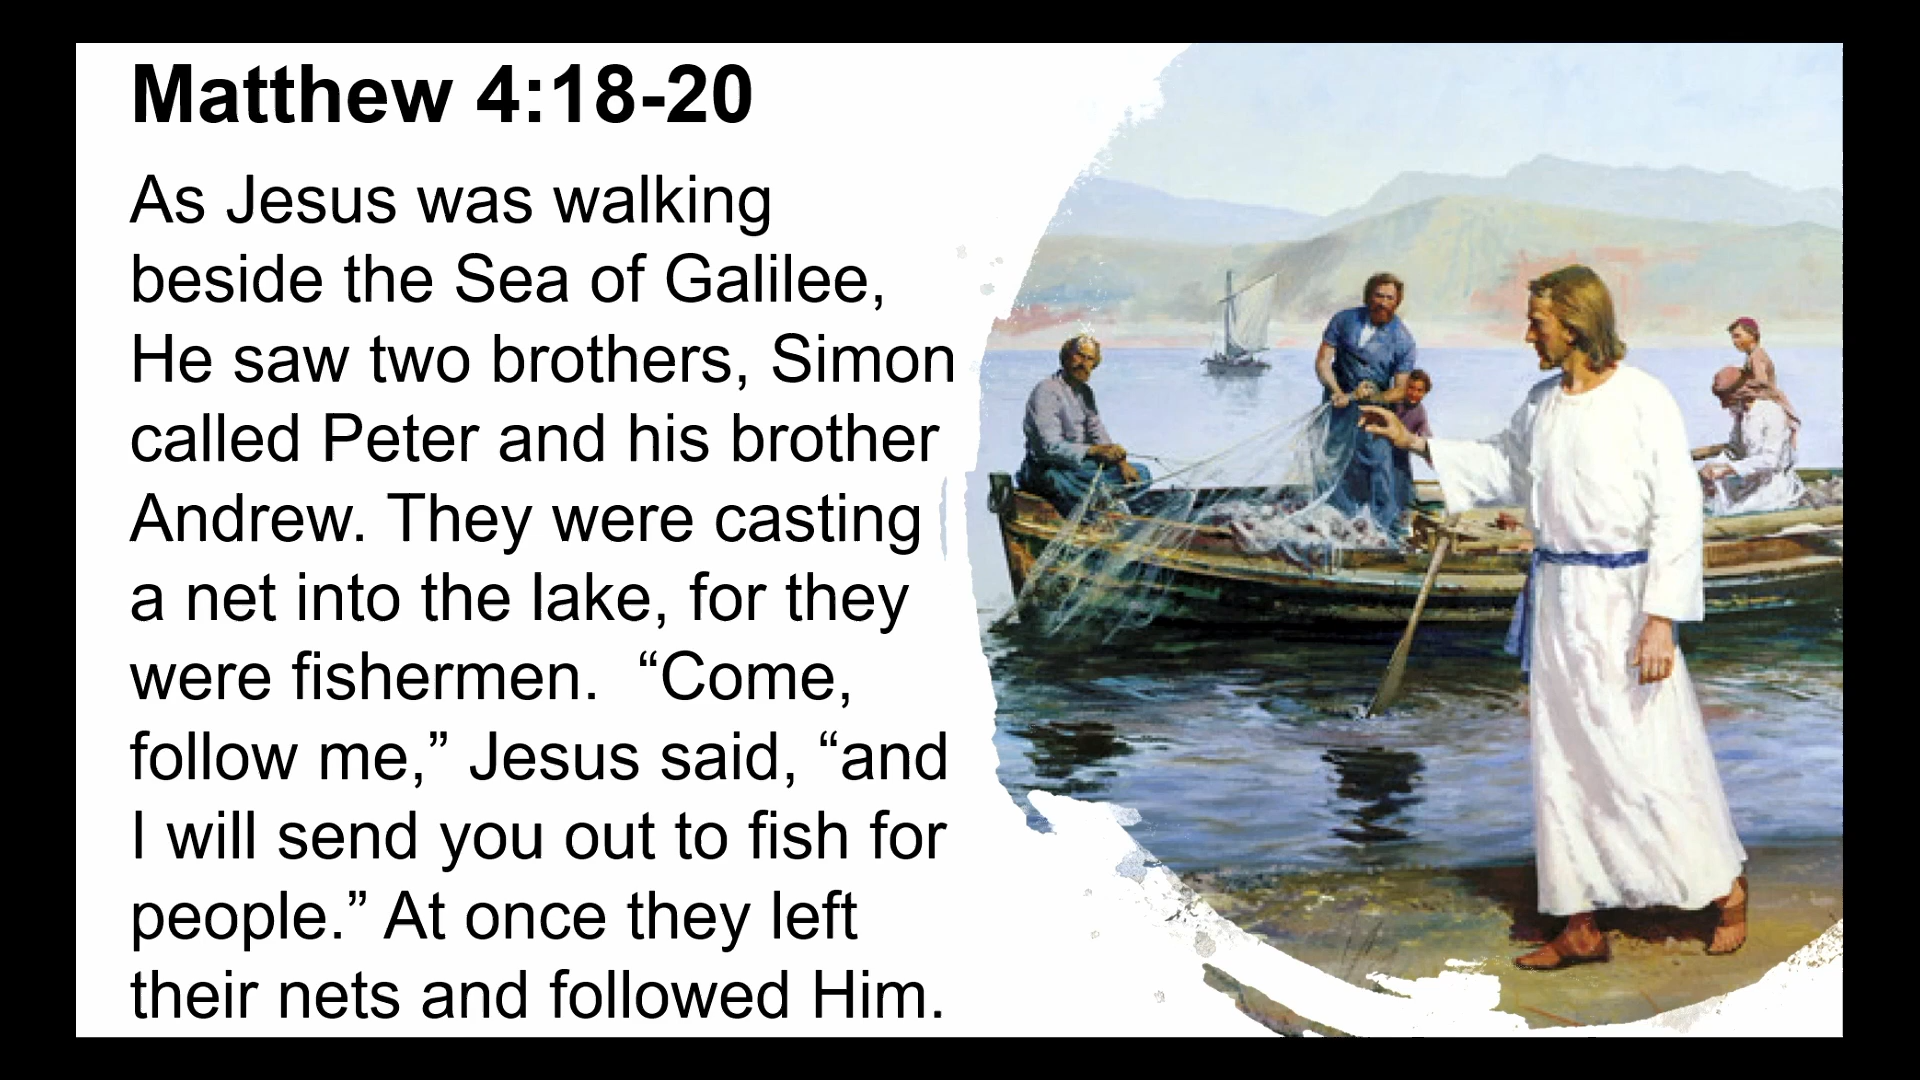 Matthew 4:18-20
As Jesus was walking
beside the Sea of Galilee,
He saw two brothers, Simon
called Peter and his brother
Andrew. They were casting
a net into the lake, for they
were fishermen.  “Come,
follow me,” Jesus said, “and
I will send you out to fish for
people.” At once they left
their nets and followed Him.